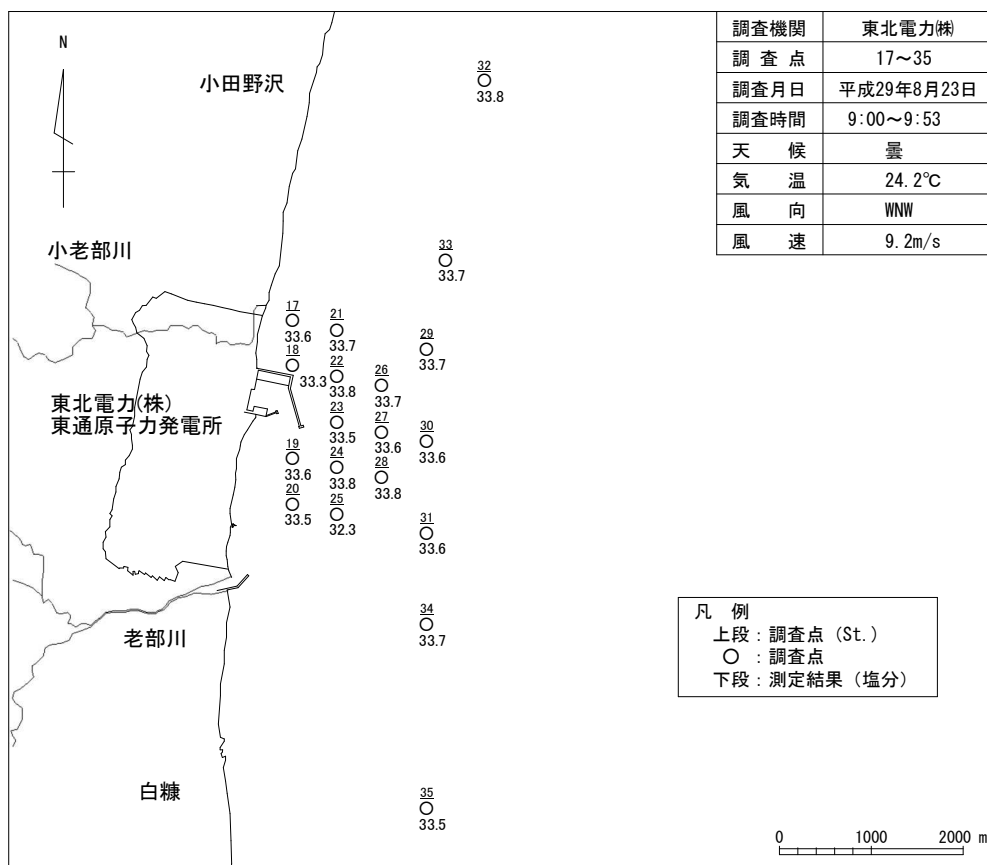 調査機関 東北電力㈱
調 査 点 17～35
調査月日 平成29年8月23日
調査時間 9:00～9:53
天 候 曇
気 温 24.2℃
風 向 WNW
風 速 9.2m/s
N
小田野沢
32
33.8
小老部川
33
33.7
17
33.6
21
33.7
29
33.7
18
33.3
22
33.8
26
33.7
東北電力(株)
東通原子力発電所
23
33.5
27
33.6
30
33.6
19
33.6
24
33.8
28
33.8
20
33.5
25
32.3
31
33.6
34
33.7
老部川
凡 例
上段：調査点（St.）
○ ：調査点
下段：測定結果（塩分）
白糠
35
33.5
0 1000 2000 m